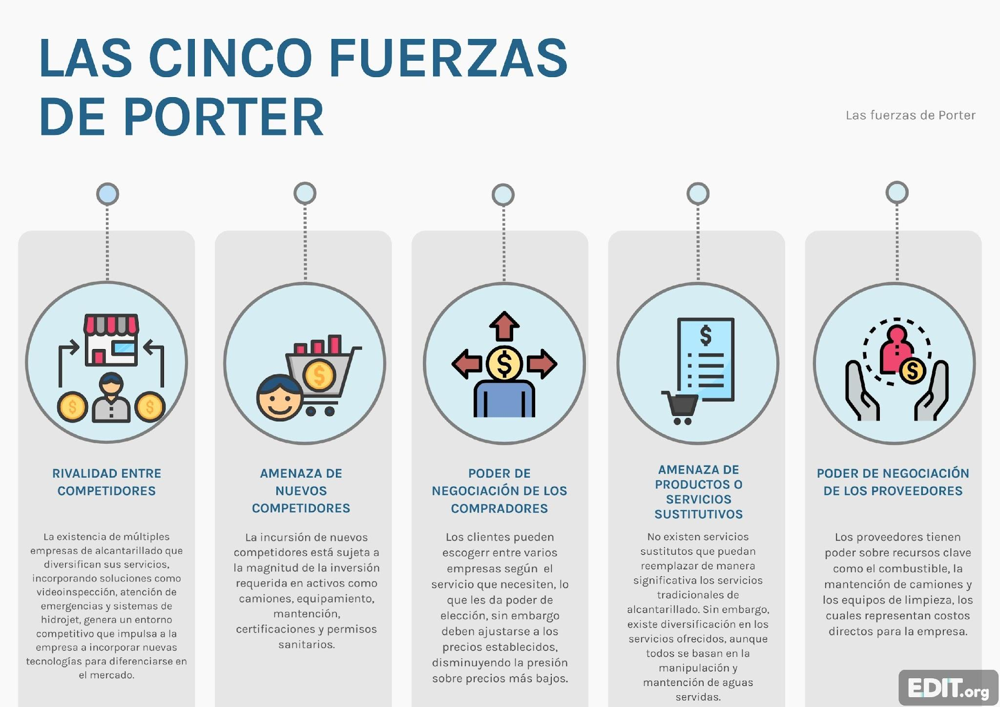 LAS CINCO FUERZAS
DE PORTER
Las fuerzas de Porter
RIVALIDAD ENTRE
COMPETIDORES
La existencia de múltiples
empresas de alcantarillado que
diversifican sus servicios,
incorporando soluciones como
videoinspección, atención de
emergencias y sistemas de
hidrojet, genera un entorno
competitivo que impulsa a la
empresa a incorporar nuevas
tecnologías para diferenciarse en
el mercado.
AMENAZA DE
NUEVOS
COMPETIDORES
La incursión de nuevos
competidores está sujeta a
la magnitud de la inversión
requerida en activos como
camiones, equipamiento,
mantención,
certificaciones y permisos
sanitarios.
PODER DE
NEGOCIACIÓN DE LOS
COMPRADORES
Los clientes pueden
escogerr entre varios
empresas según el
servicio que necesiten, lo
que les da poder de
elección, sin embargo
deben ajustarse a los
precios establecidos,
disminuyendo la presión
sobre precios más bajos.
AMENAZA DE
PRODUCTOS O
SERVICIOS
SUSTITUTIVOS
No existen servicios
sustitutos que puedan
reemplazar de manera
significativa los servicios
tradicionales de
alcantarillado. Sin embargo,
existe diversificación en los
servicios ofrecidos, aunque
todos se basan en la
manipulación y
mantención de aguas
servidas.
PODER DE NEGOCIACIÓN
DE LOS PROVEEDORES
Los proveedores tienen
poder sobre recursos clave
como el combustible, la
mantención de camiones y
los equipos de limpieza, los
cuales representan costos
directos para la empresa.
EDIT.org